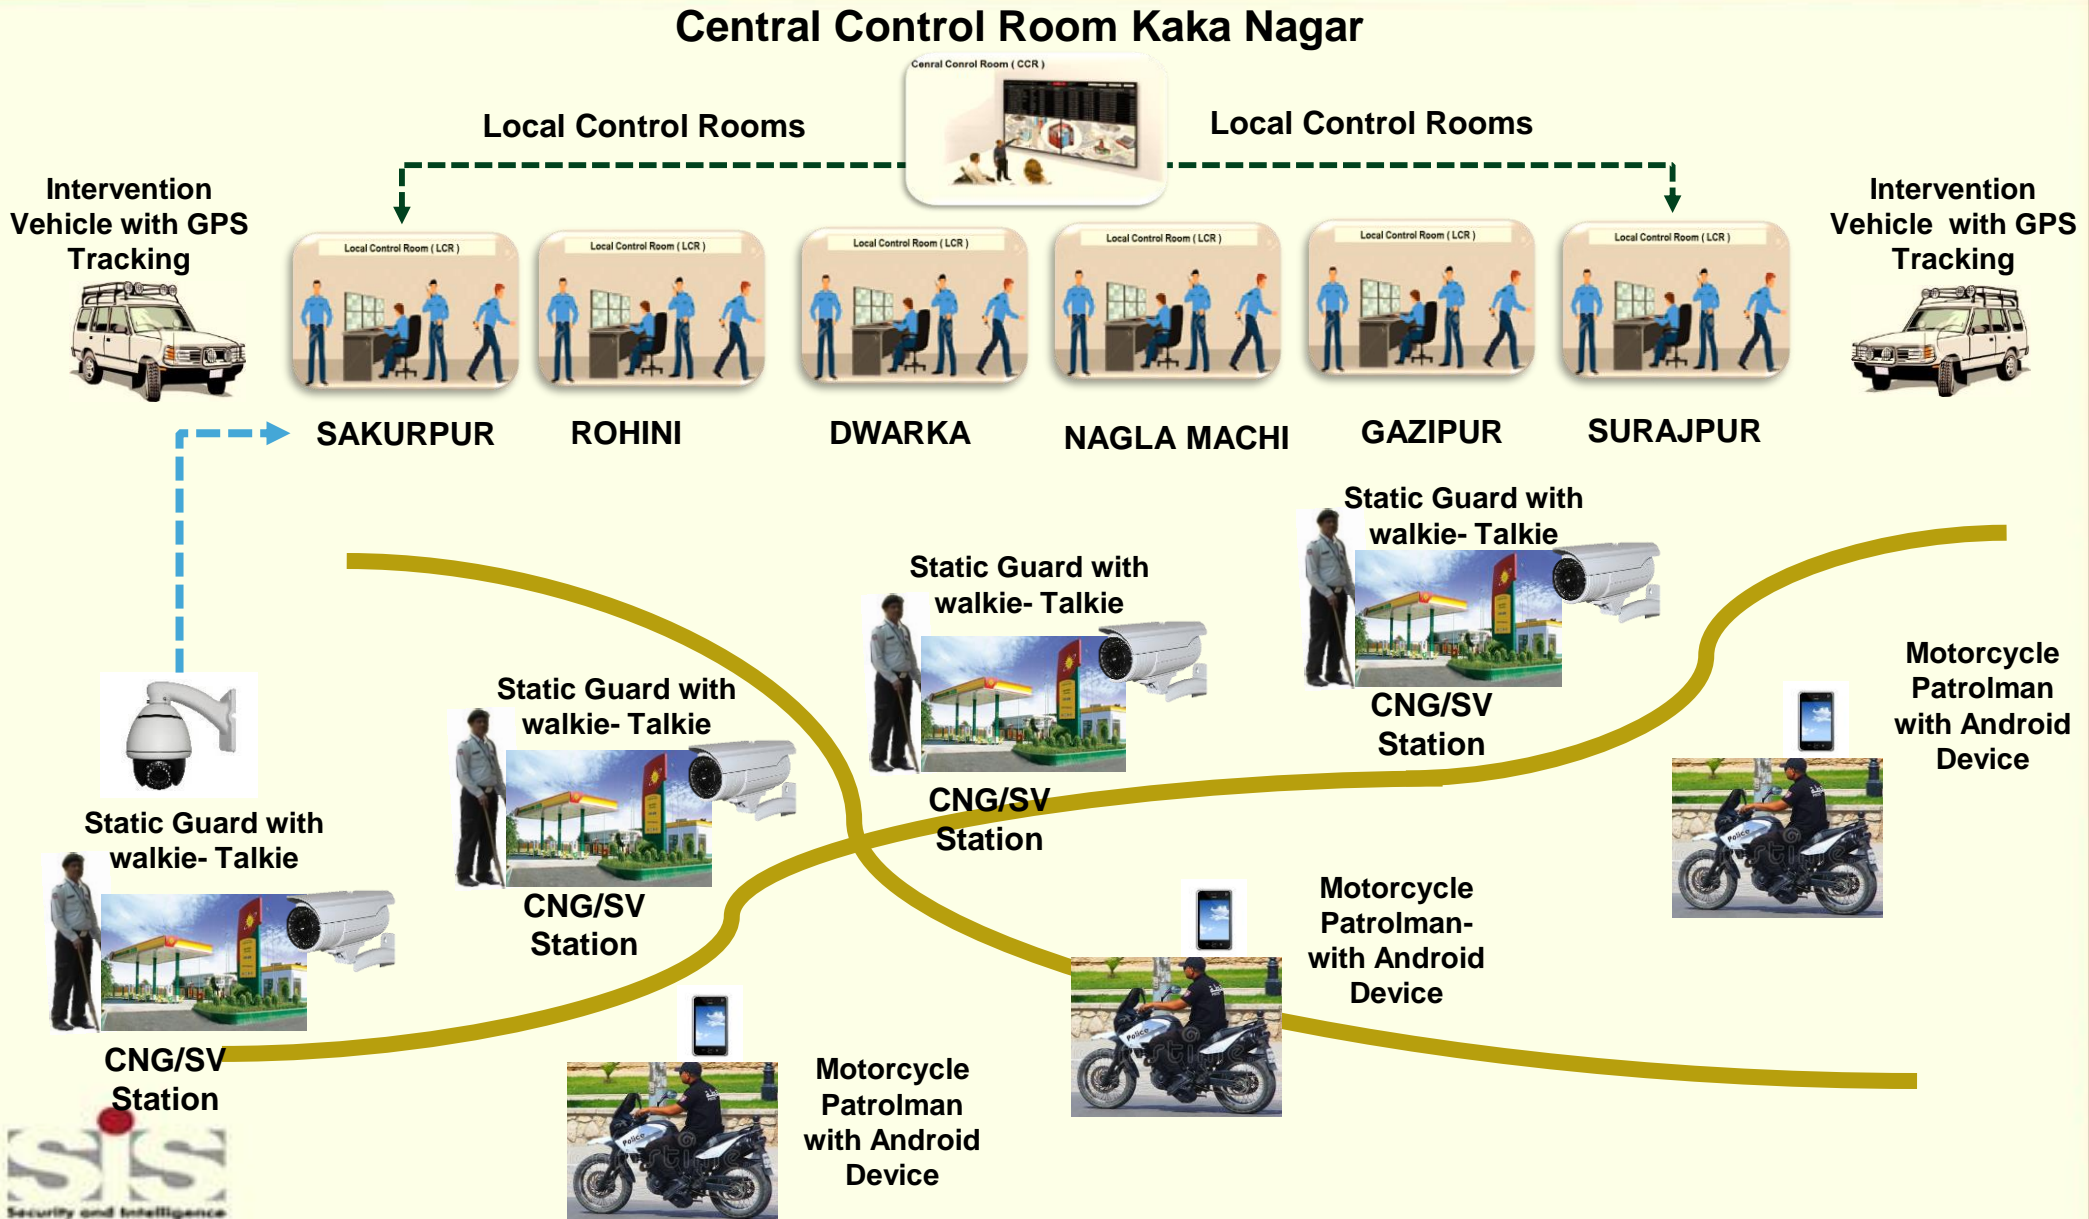 Central Control Room Kaka Nagar
Cenral Conrol Room ( CCR )
Local Control Rooms
Local Control Rooms
Intervention
Vehicle with GPS
Tracking
Intervention
Vehicle with GPS
Tracking
Local Control Room ( LCR )
Local Control Room ( LCR )
Local Control Room ( LCR )
Local Control Room ( LCR )
Local Control Room ( LCR )
Local Control Room ( LCR )
SAKURPUR
ROHINI
DWARKA
NAGLA MACHI
GAZIPUR
SURAJPUR
Static Guard with
walkie- Talkie
CNG/SV
Station
Static Guard with
walkie- Talkie
CNG/SV
Station
Static Guard with
walkie- Talkie
CNG/SV
Station
Static Guard with
walkie- Talkie
CNG/SV
Station
Motorcycle
Patrolman
with Android
Device
Police
Motorcycle
Patrolman-
with Android
Device
Police
Motorcycle
Patrolman
with Android
Device
Police
sis
Security and Intelligence